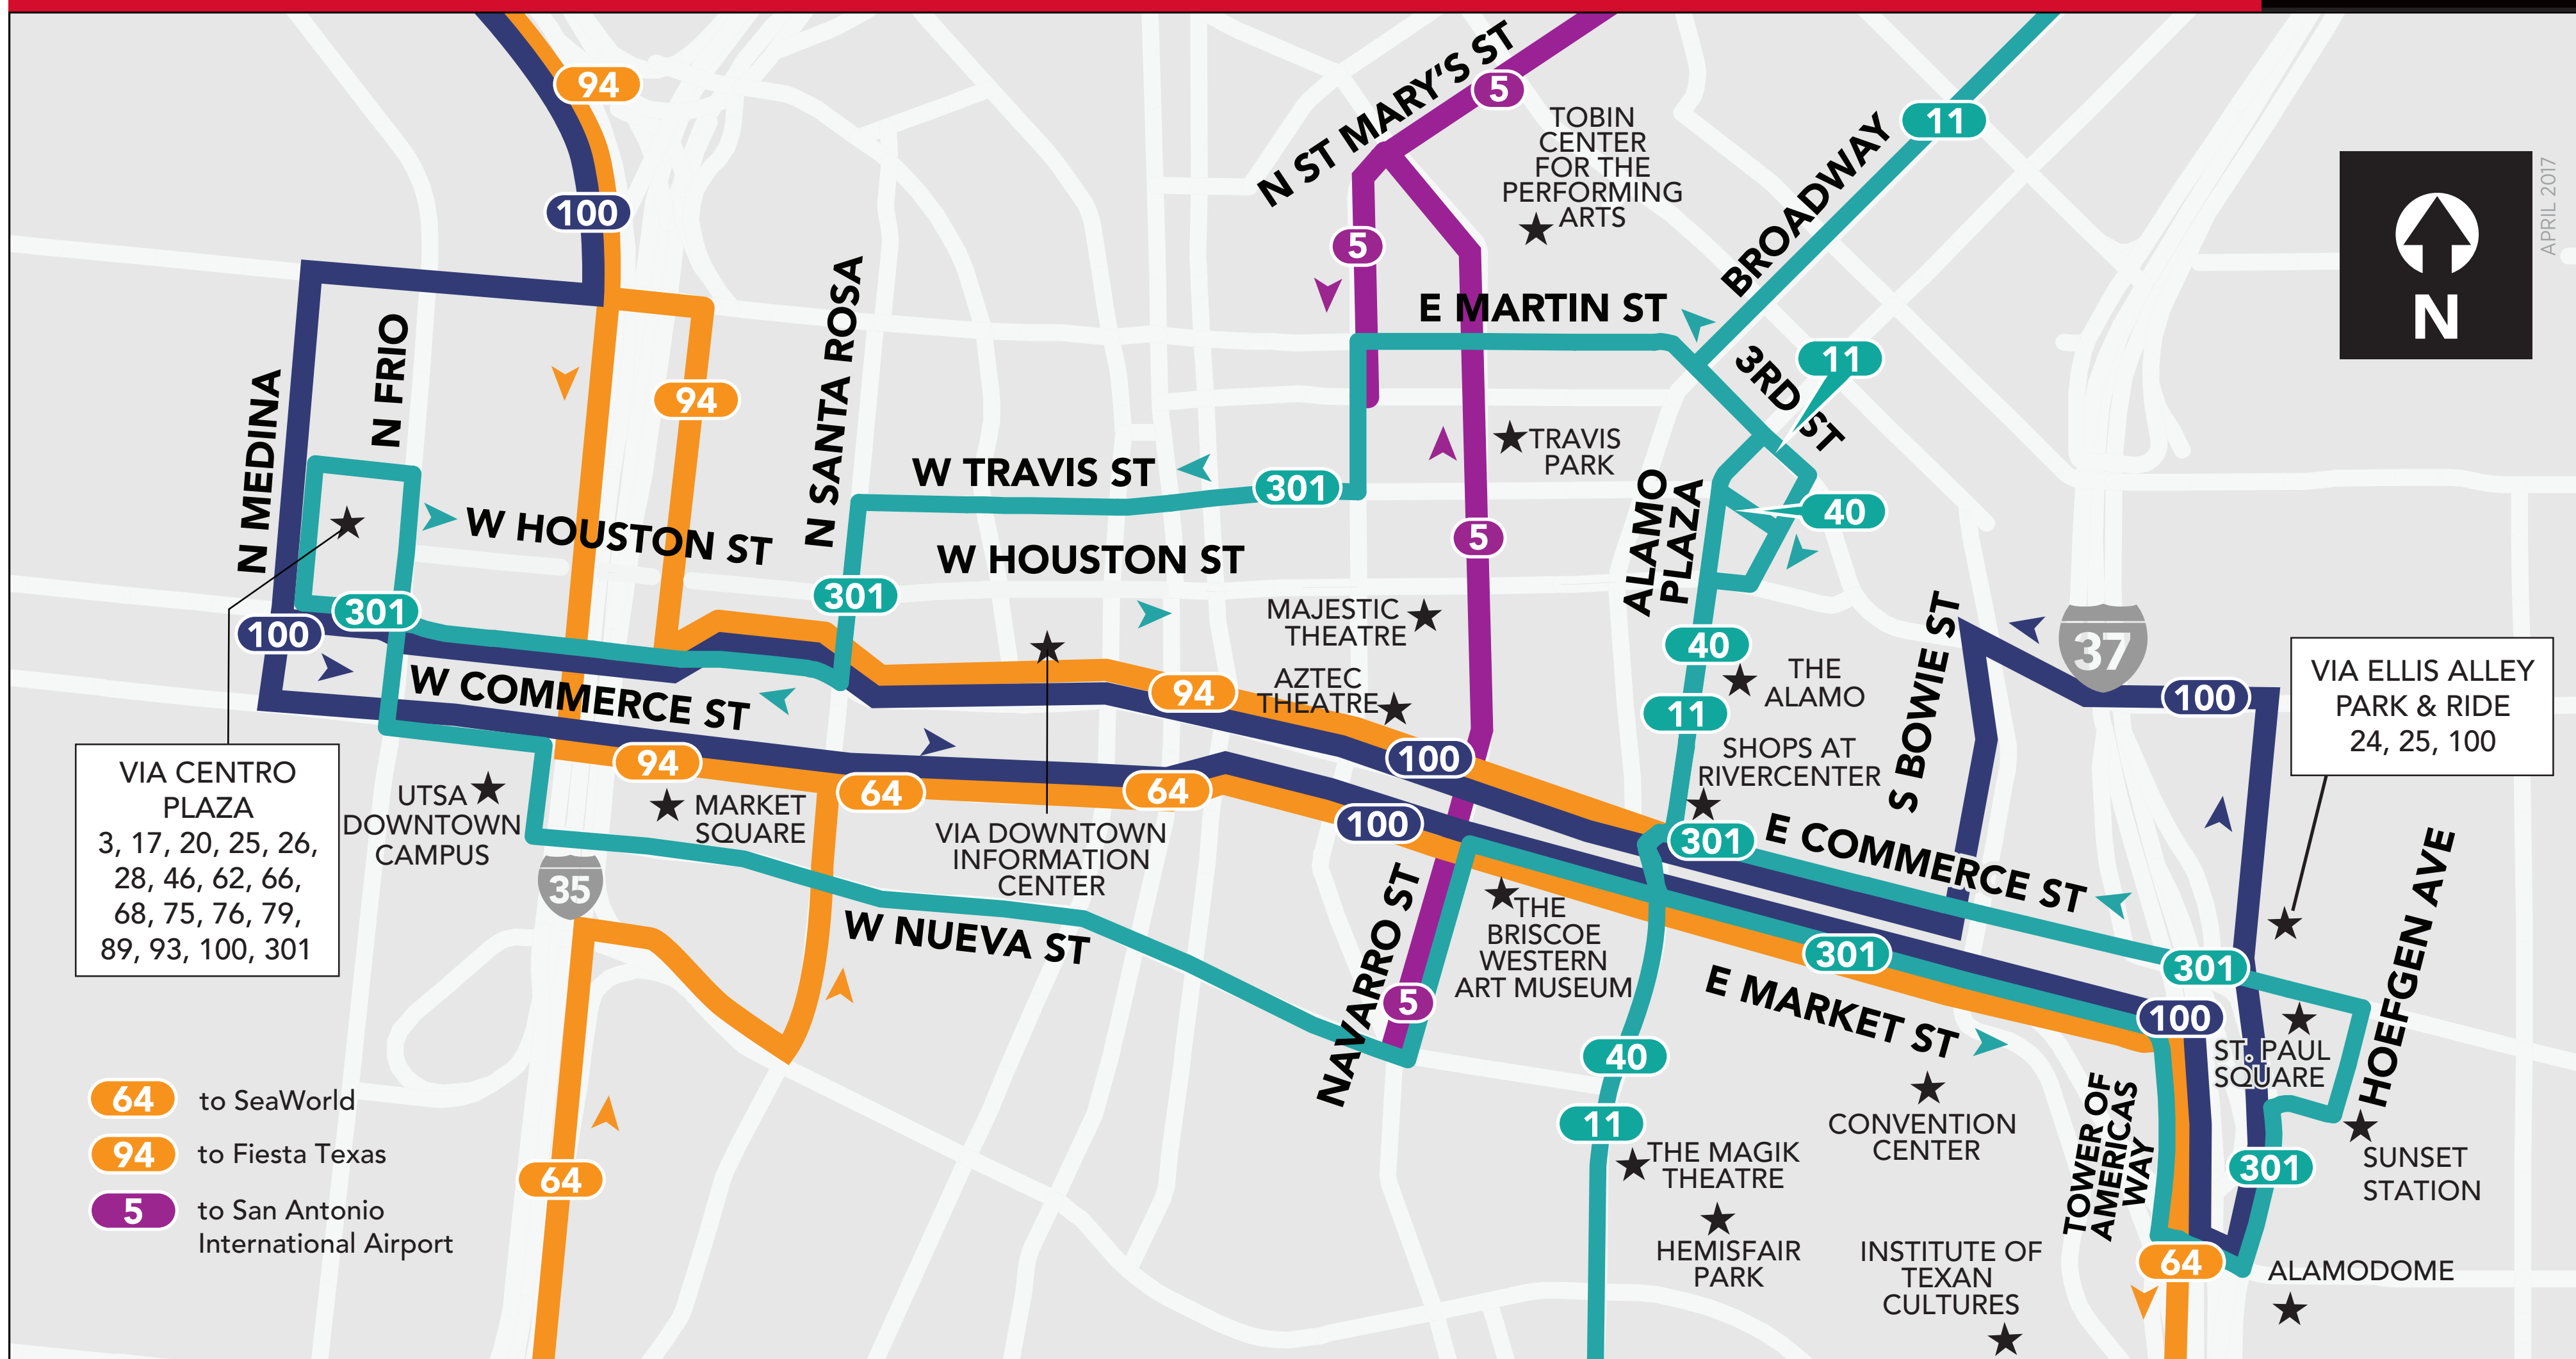 94
100
N ST MARY'S ST
5
TOBIN
CENTER
FOR THE
PERFORMING
ARTS
BROADWAY
11
N
APRIL 2017
5
E MARTIN ST
3RD ST
11
N MEDINA
N FRIO
94
N SANTA ROSA
W TRAVIS ST
301
TRAVIS
PARK
40
ALAMO
PLAZA
W HOUSTON ST
W HOUSTON ST
5
301
301
100
MAJESTIC
THEATRE
AZTEC
THEATRE
40
THE
ALAMO
11
SHOPS AT
RIVERCENTER
S BOWIE ST
37
100
VIA ELLIS ALLEY
PARK & RIDE
24, 25, 100
W COMMERCE ST
94
100
94
64
64
100
301
E COMMERCE ST
VIA CENTRO
PLAZA
3, 17, 20, 25, 26,
28, 46, 62, 66,
68, 75, 76, 79,
89, 93, 100, 301
UTSA
DOWNTOWN
CAMPUS
MARKET
SQUARE
VIA DOWNTOWN
INFORMATION
CENTER
35
W NUEVA ST
NAVARRO ST
5
THE
BRISCOE
WESTERN
ART MUSEUM
301
E MARKET ST
301
100
HOEFGEN AVE
ST. PAUL
SQUARE
40
11
CONVENTION
CENTER
TOWER OF
AMERICAS
WAY
301
SUNSET
STATION
THE MAGIK
THEATRE
HEMISFAIR
PARK
INSTITUTE OF
TEXAN
CULTURES
64
ALAMODOME
64
64 to SeaWorld
94 to Fiesta Texas
5 to San Antonio
International Airport